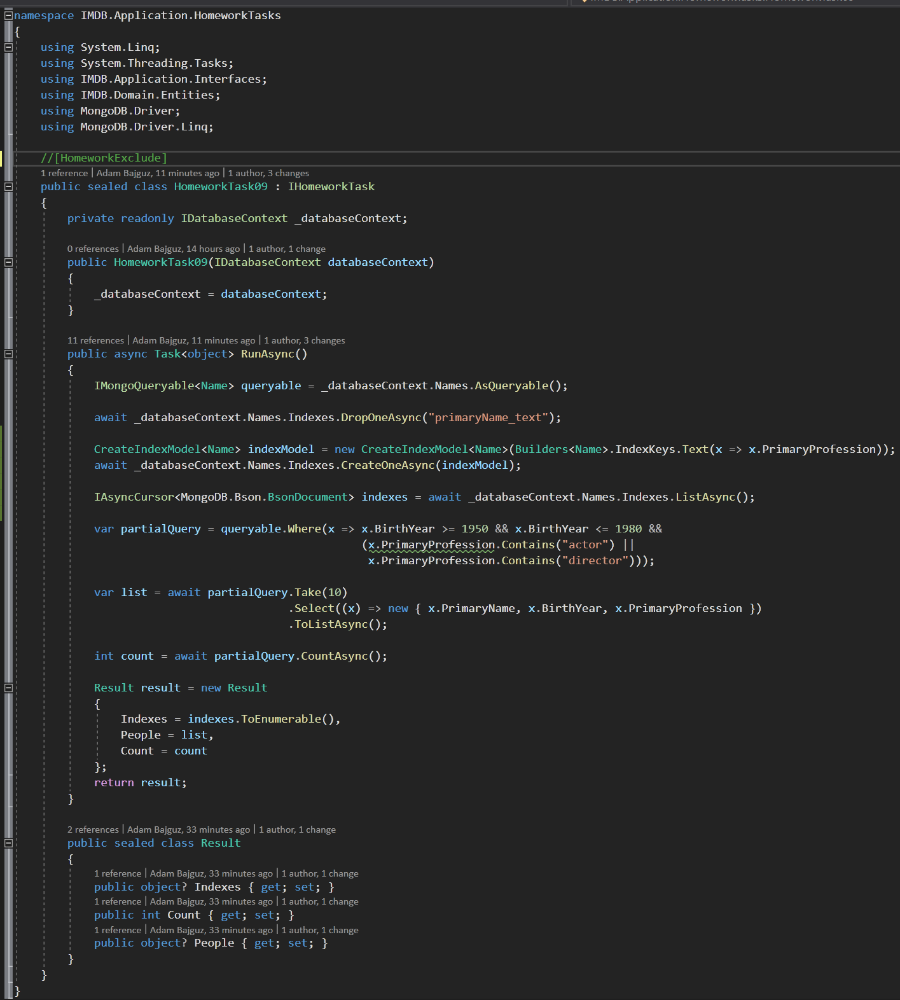 namespace IMDB.Application.HomeworkTasks
{
    using System.Linq;
    using System.Threading.Tasks;
    using IMDB.Application.Interfaces;
    using IMDB.Domain.Entities;
    using MongoDB.Driver;
    using MongoDB.Driver.Linq;

    //[HomeworkExclude]
    1 reference | Adam Bajguz, 11 minutes ago | 1 author, 3 changes
    public sealed class HomeworkTask09 : IHomeworkTask
    {
        private readonly IDatabaseContext _databaseContext;

        0 references | Adam Bajguz, 14 hours ago | 1 author, 1 change
        public HomeworkTask09(IDatabaseContext databaseContext)
        {
            _databaseContext = databaseContext;
        }

        11 references | Adam Bajguz, 11 minutes ago | 1 author, 3 changes
        public async Task<object> RunAsync()
        {
            IMongoQueryable<Name> queryable = _databaseContext.Names.AsQueryable();

            await _databaseContext.Names.Indexes.DropOneAsync("primaryName_text");

            CreateIndexModel<Name> indexModel = new CreateIndexModel<Name>(Builders<Name>.IndexKeys.Text(x => x.PrimaryProfession));
            await _databaseContext.Names.Indexes.CreateOneAsync(indexModel);

            IAsyncCursor<MongoDB.Bson.BsonDocument> indexes = await _databaseContext.Names.Indexes.ListAsync();

            var partialQuery = queryable.Where(x => x.BirthYear >= 1950 && x.BirthYear <= 1980 &&
                                                    (x.PrimaryProfession.Contains("actor") ||
                                                     x.PrimaryProfession.Contains("director")));

            var list = await partialQuery.Take(10)
                                         .Select((x) => new { x.PrimaryName, x.BirthYear, x.PrimaryProfession })
                                         .ToListAsync();

            int count = await partialQuery.CountAsync();

            Result result = new Result
            {
                Indexes = indexes.ToEnumerable(),
                People = list,
                Count = count
            };
            return result;
        }

        2 references | Adam Bajguz, 33 minutes ago | 1 author, 1 change
        public sealed class Result
        {
            1 reference | Adam Bajguz, 33 minutes ago | 1 author, 1 change
            public object? Indexes { get; set; }
            1 reference | Adam Bajguz, 33 minutes ago | 1 author, 1 change
            public int Count { get; set; }
            1 reference | Adam Bajguz, 33 minutes ago | 1 author, 1 change
            public object? People { get; set; }
        }
    }
}